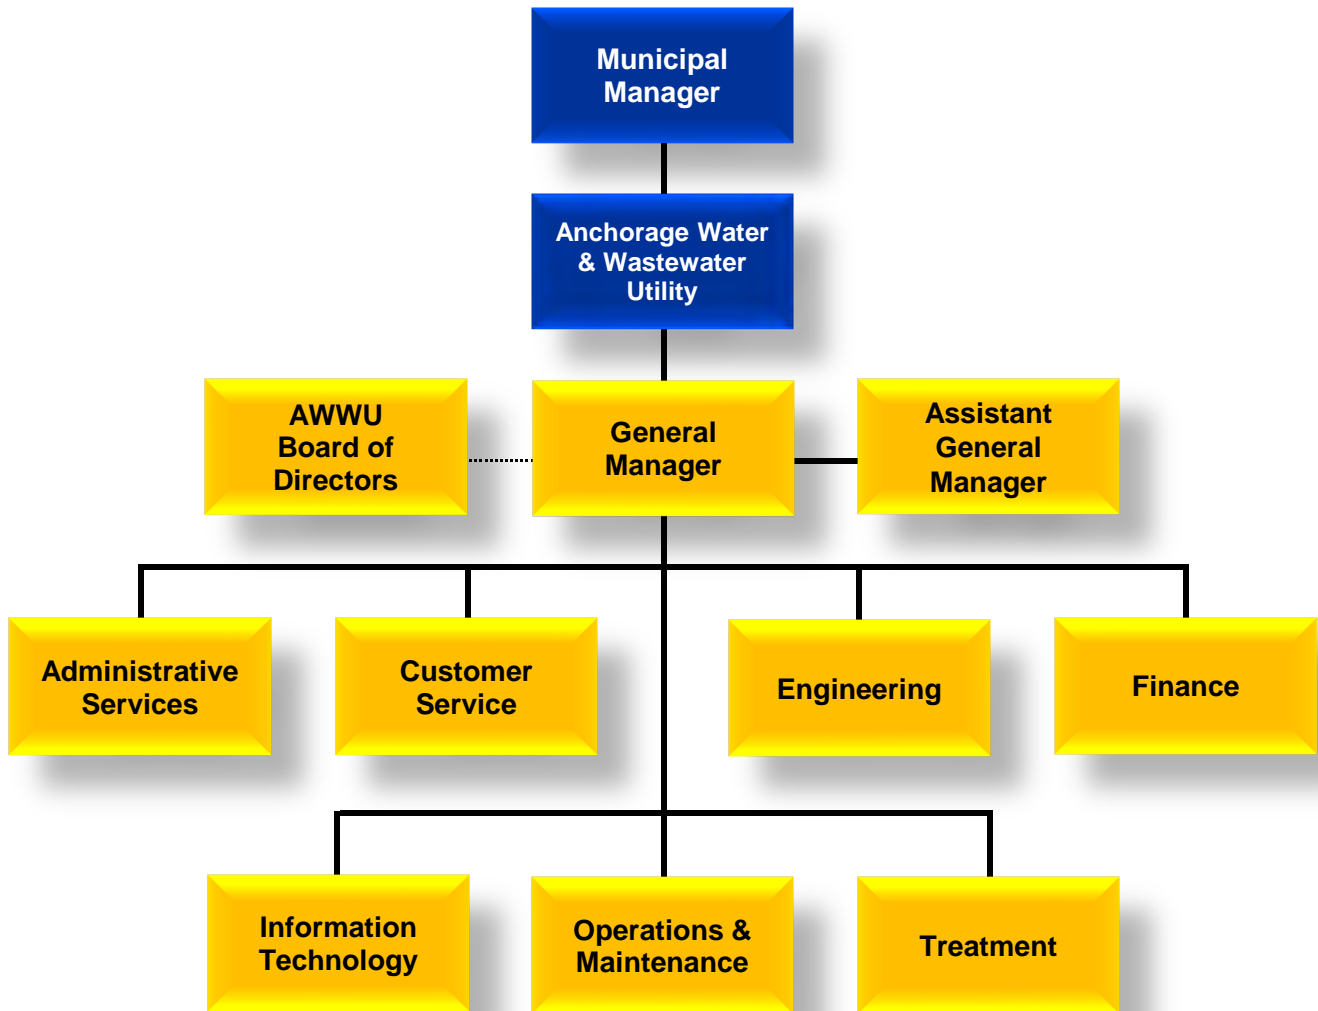 Municipal
Manager
Anchorage Water
& Wastewater
Utility
AWWU
Board of
Directors
General
Manager
Assistant
General
Manager
Administrative
Services
Customer
Service
Engineering
Finance
Information
Technology
Operations &
Maintenance
Treatment